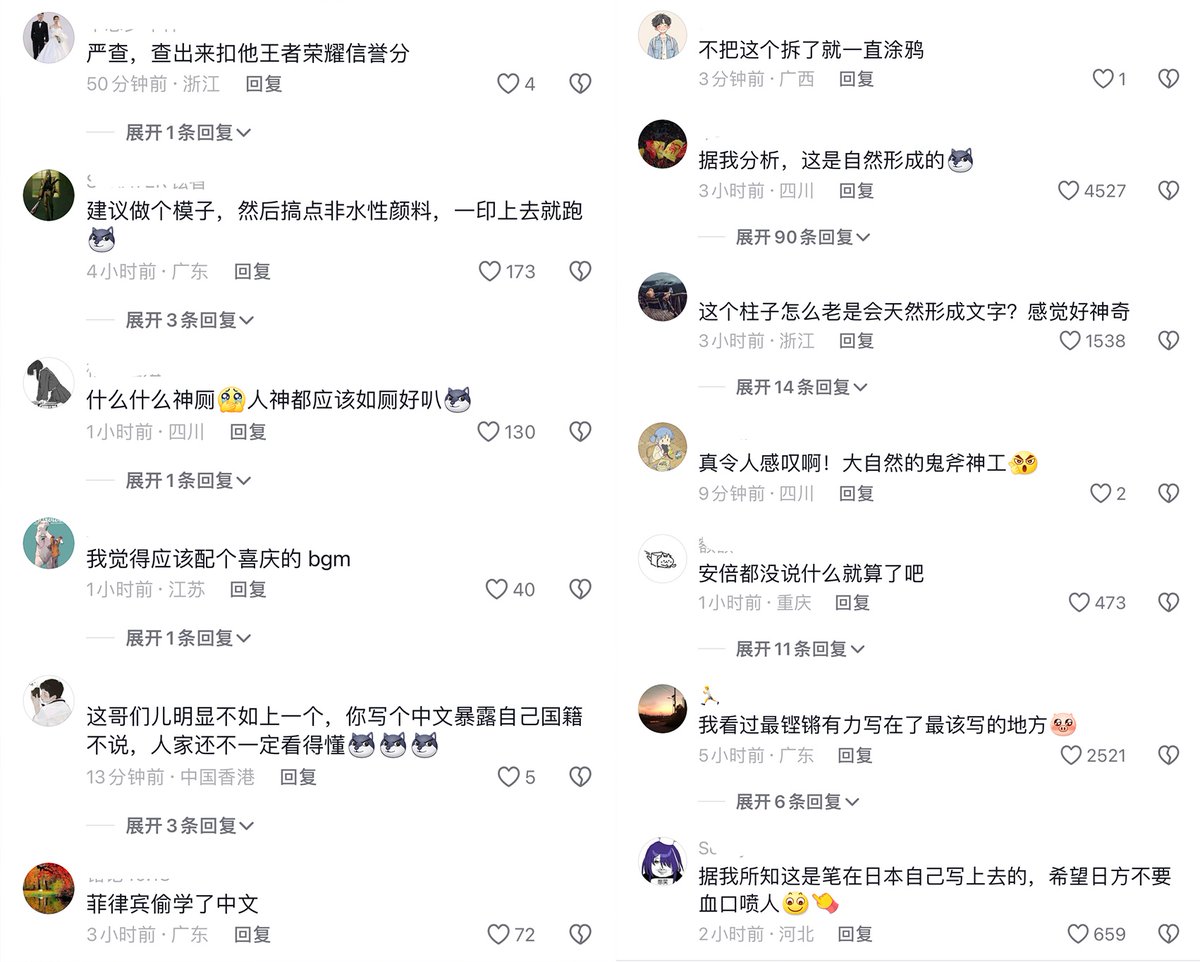 严查，查出来扣他王者荣耀信誉分
50分钟前·浙江 回复 4
展开1条回复
建议做个模子，然后搞点非水性颜料，一印上去就跑
4小时前·广东 回复 173
展开3条回复
什么什么神厕人神都应该如厕好叭
1小时前·四川 回复 130
展开1条回复
我觉得应该配个喜庆的 bgm
1小时前·江苏 回复 40
展开1条回复
这哥们儿明显不如上一个，你写个中文暴露自己国籍
不说，人家还不一定看得懂
13分钟前·中国香港 回复 5
展开3条回复
菲律宾偷学了中文
3小时前·广东 回复 72
不把这个拆了就一直涂鸦
3分钟前·广西 回复 1
据我分析，这是自然形成的
3小时前·四川 回复 4527
展开90条回复
这个柱子怎么老是会天然形成文字？感觉好神奇
3小时前·浙江 回复 1538
展开14条回复
真令人感叹啊！大自然的鬼斧神工
9分钟前·四川 回复 2
安倍都没说什么就算了吧
1小时前·重庆 回复 473
展开11条回复
我看过最铿锵有力写在了最该写的地方
5小时前·广东 回复 2521
展开6条回复
据我所知这是笔在日本自己写上去的，希望日方不要
血口喷人
2小时前·河北 回复 659